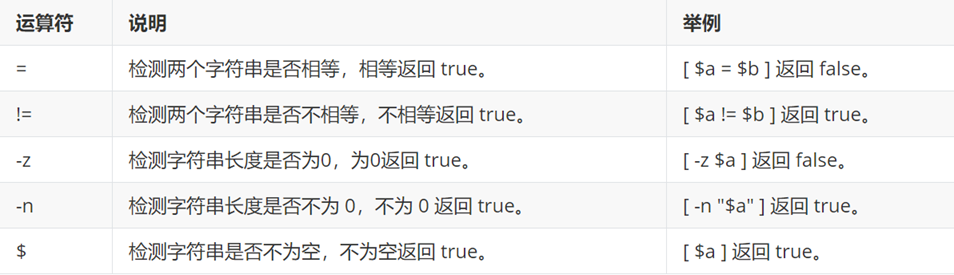 运算符 说明 举例
= 检测两个字符串是否相等，相等返回 true。 [ $a = $b ] 返回 false。
!= 检测两个字符串是否不相等，不相等返回 true。 [ $a != $b ] 返回 true。
-z 检测字符串长度是否为0，为0返回 true。 [ -z $a ] 返回 false。
-n 检测字符串长度是否不为 0，不为 0 返回 true。 [ -n "$a" ] 返回 true。
$ 检测字符串是否不为空，不为空返回 true。 [ $a ] 返回 true。